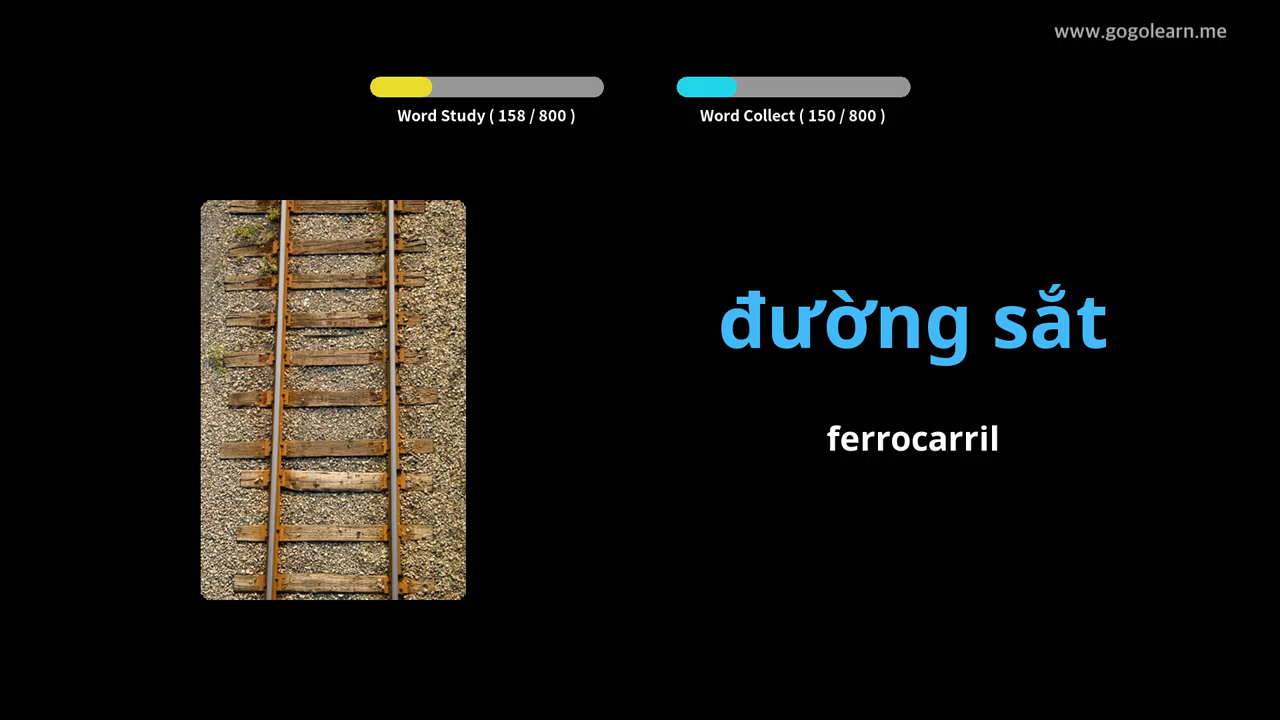 www.gogolearn.me
Word Study ( 158 / 800 )
Word Collect ( 150 / 800 )
đường sắt
ferrocarril